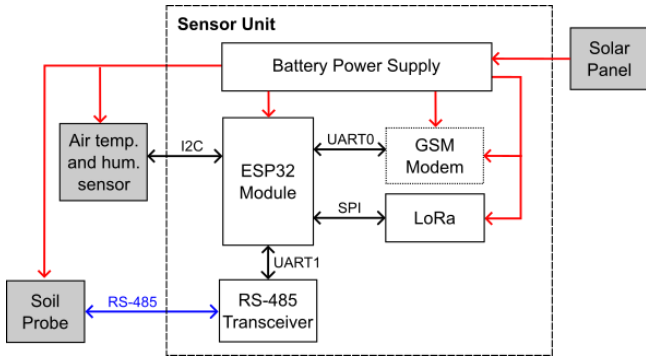 Sensor Unit
Battery Power Supply
Solar
Panel
Air temp.
and hum.
sensor
I2C
ESP32
Module
UART0
GSM
Modem
SPI
LoRa
UART1
Soil
Probe
RS-485
RS-485
Transceiver